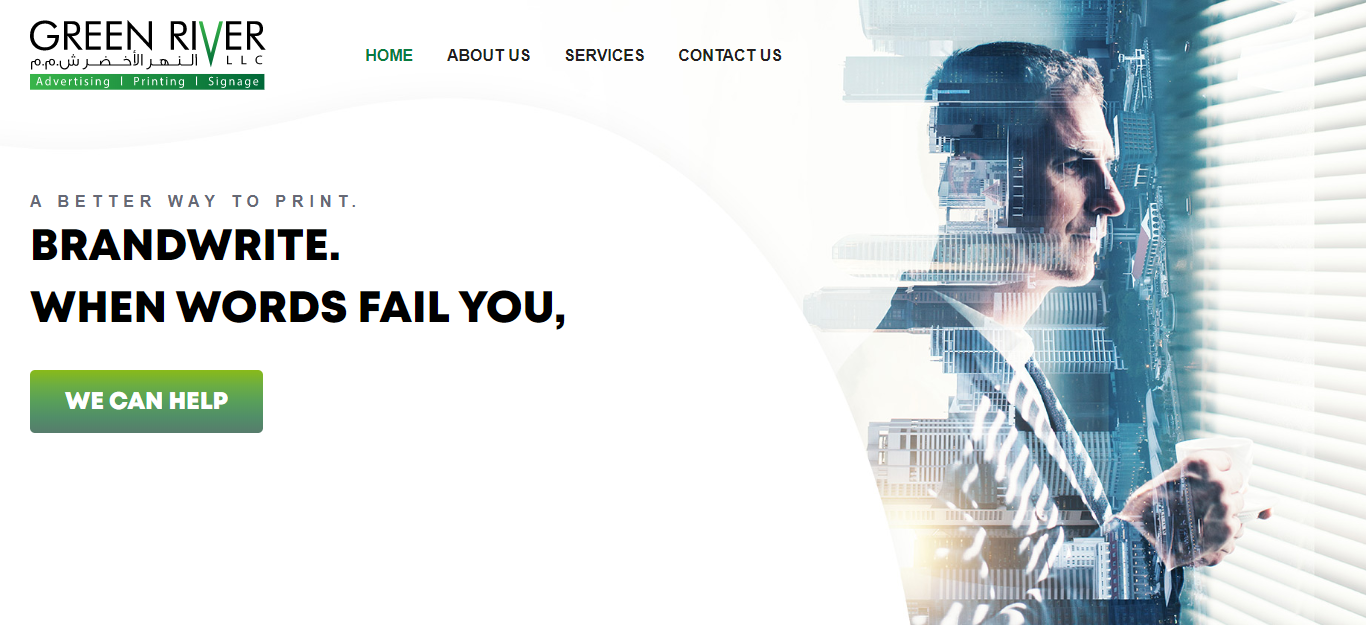 GREEN RIVER
النهر الأخضر ش.م.م
LLC
Advertising | Printing | Signage
HOME
ABOUT US
SERVICES
CONTACT US
A BETTER WAY TO PRINT.
BRANDWRITE.
WHEN WORDS FAIL YOU,
WE CAN HELP